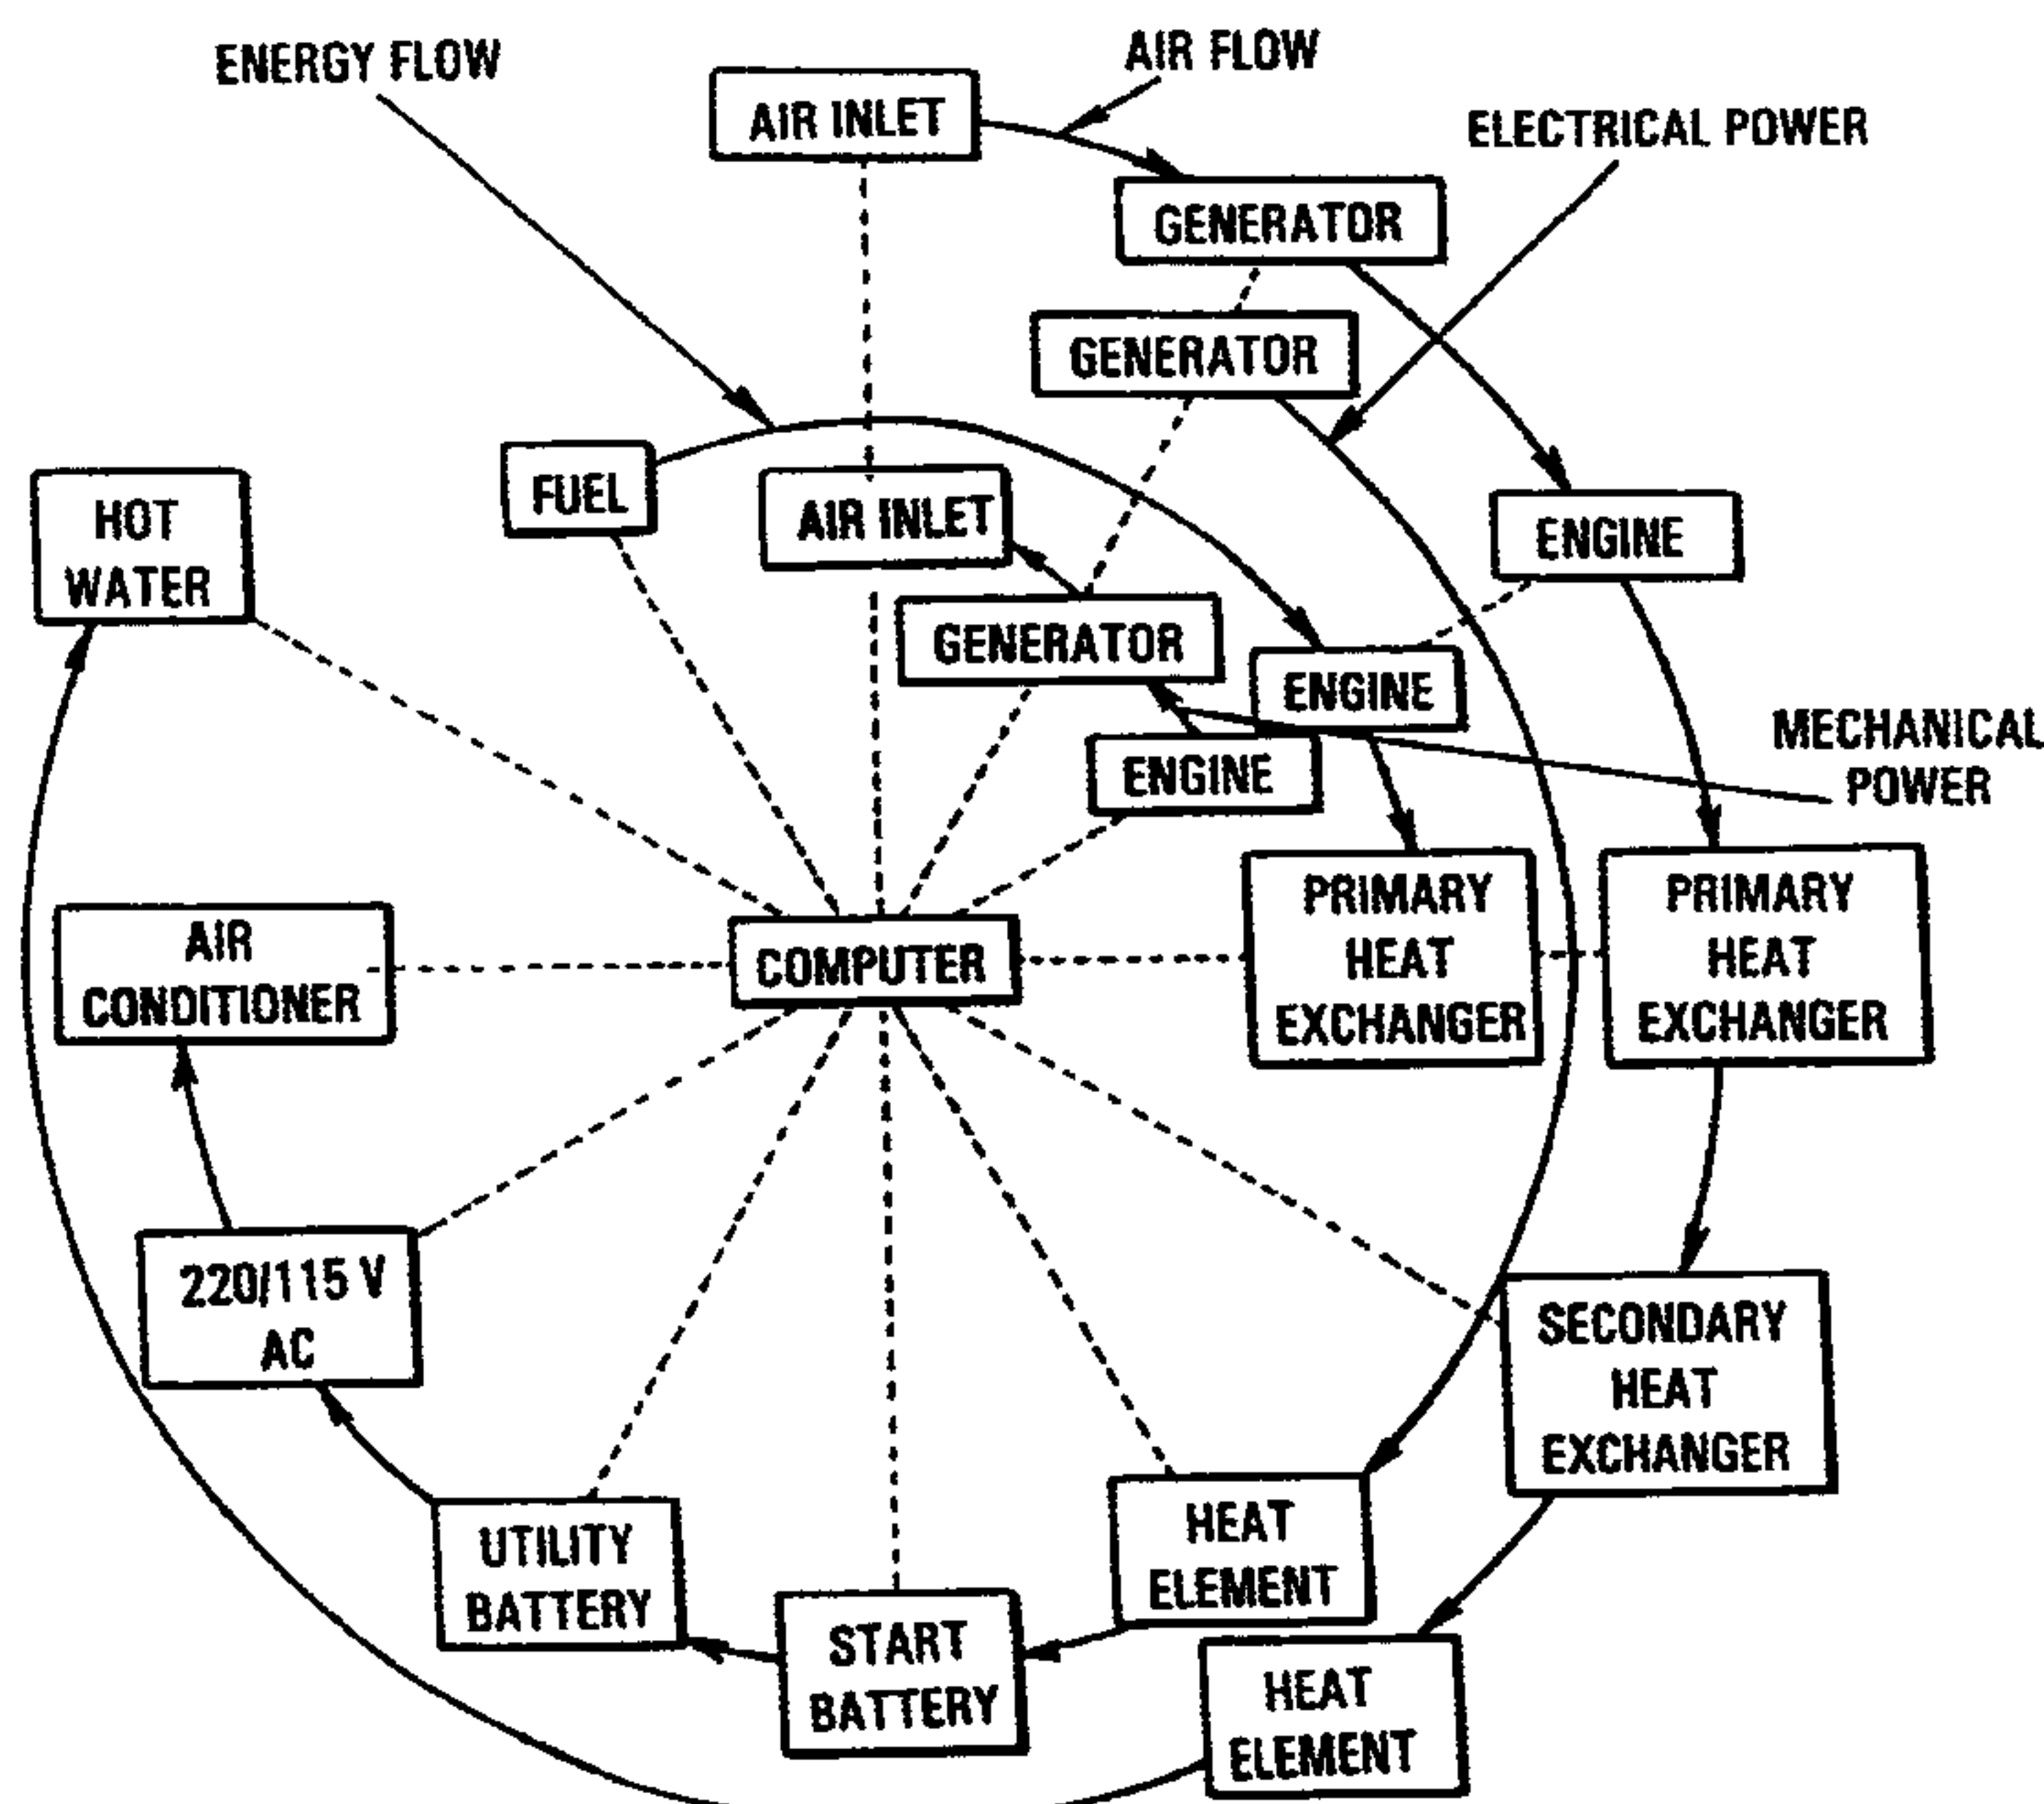 ENERGY FLOW
AIR FLOW
AIR INLET
ELECTRICAL POWER
GENERATOR
GENERATOR
FUEL
AIR INLET
HOT
WATER
ENGINE
GENERATOR
ENGINE
MECHANICAL
POWER
ENGINE
PRIMARY
HEAT
EXCHANGER
PRIMARY
HEAT
EXCHANGER
AIR
CONDITIONER
COMPUTER
220/115 V
AC
SECONDARY
HEAT
EXCHANGER
UTILITY
BATTERY
HEAT
ELEMENT
START
BATTERY
HEAT
ELEMENT